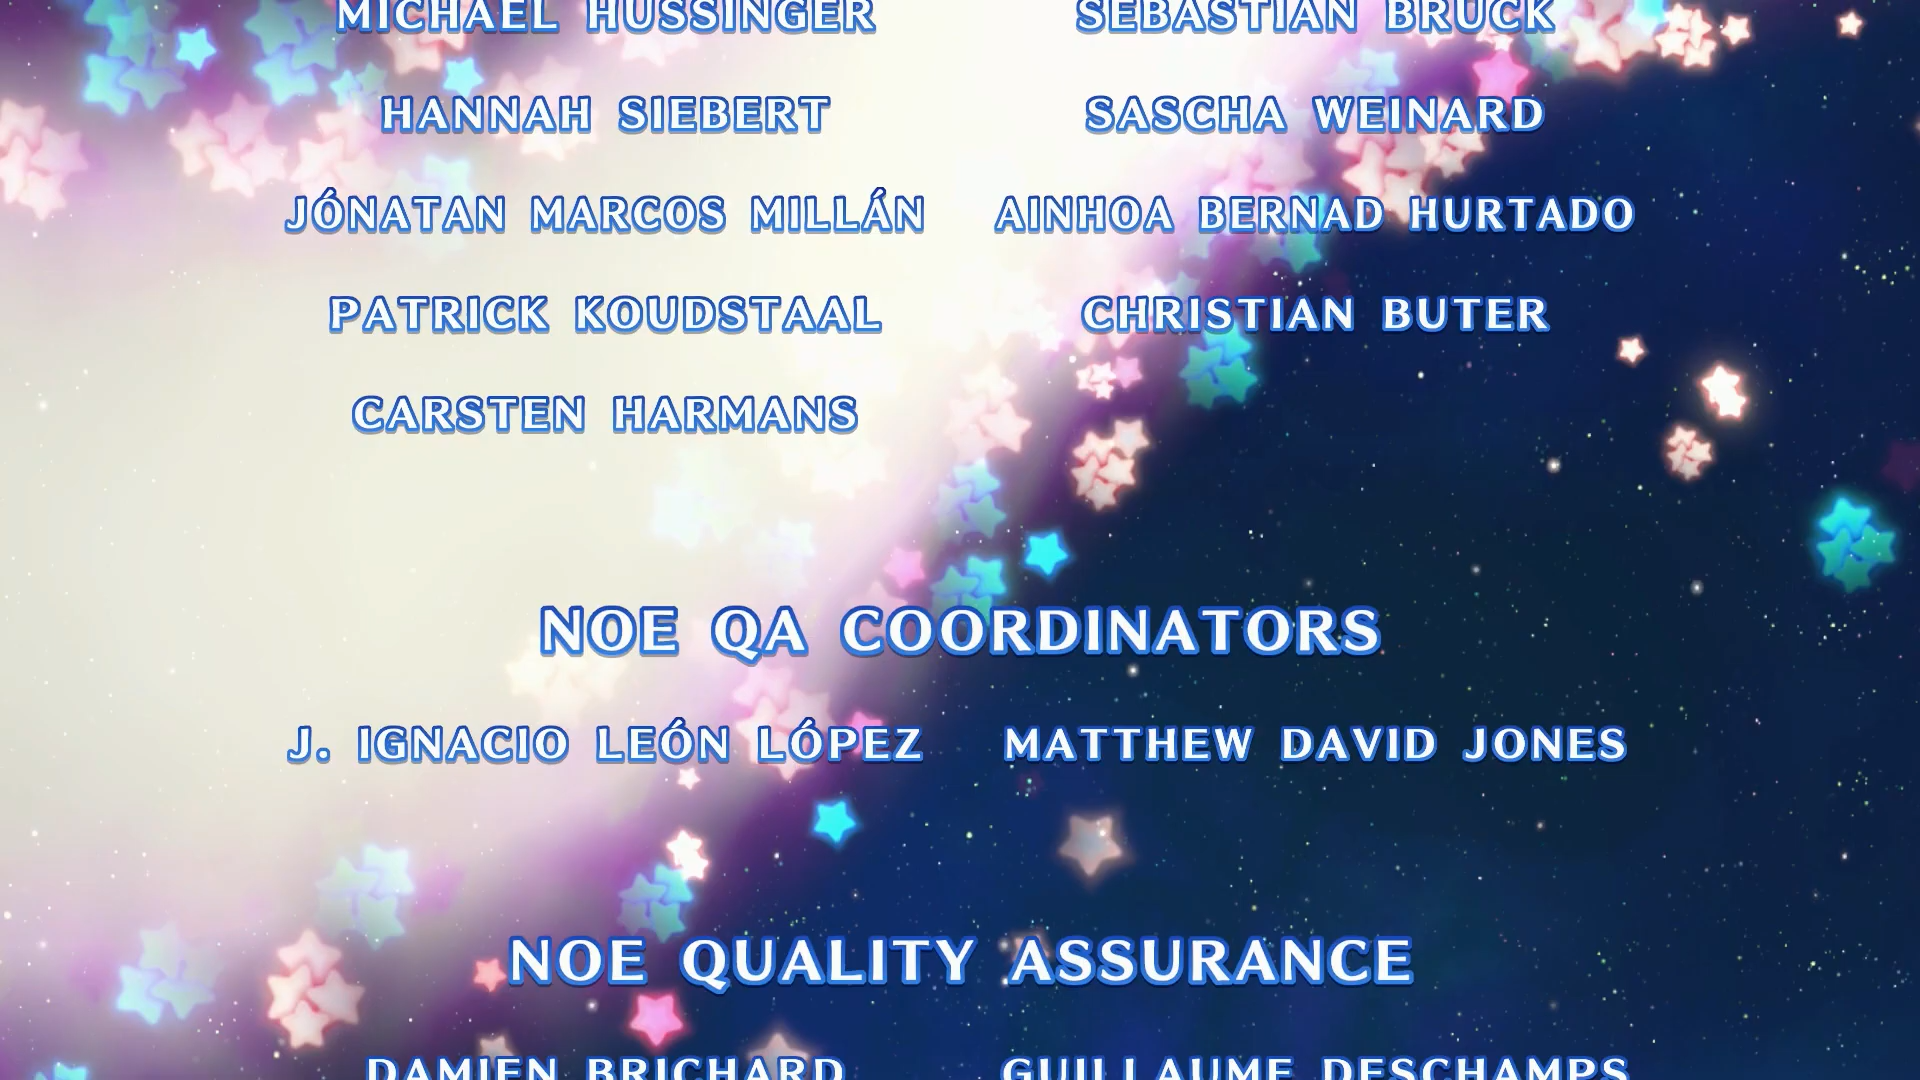 MICHAEL HUSSINGER SEBASTIAN BRUCK
HANNAH SIEBERT SASCHA WEINARD
JÓNATAN MARCOS MILLÁN AINHOA BERNAD HURTADO
PATRICK KOUDSTAAL CHRISTIAN BUTER
CARSTEN HARMANS
NOE QA COORDINATORS
J. IGNACIO LEÓN LÓPEZ MATTHEW DAVID JONES
NOE QUALITY ASSURANCE
DAMIEN BRICHARD GUILLAUME DESCHAMPS